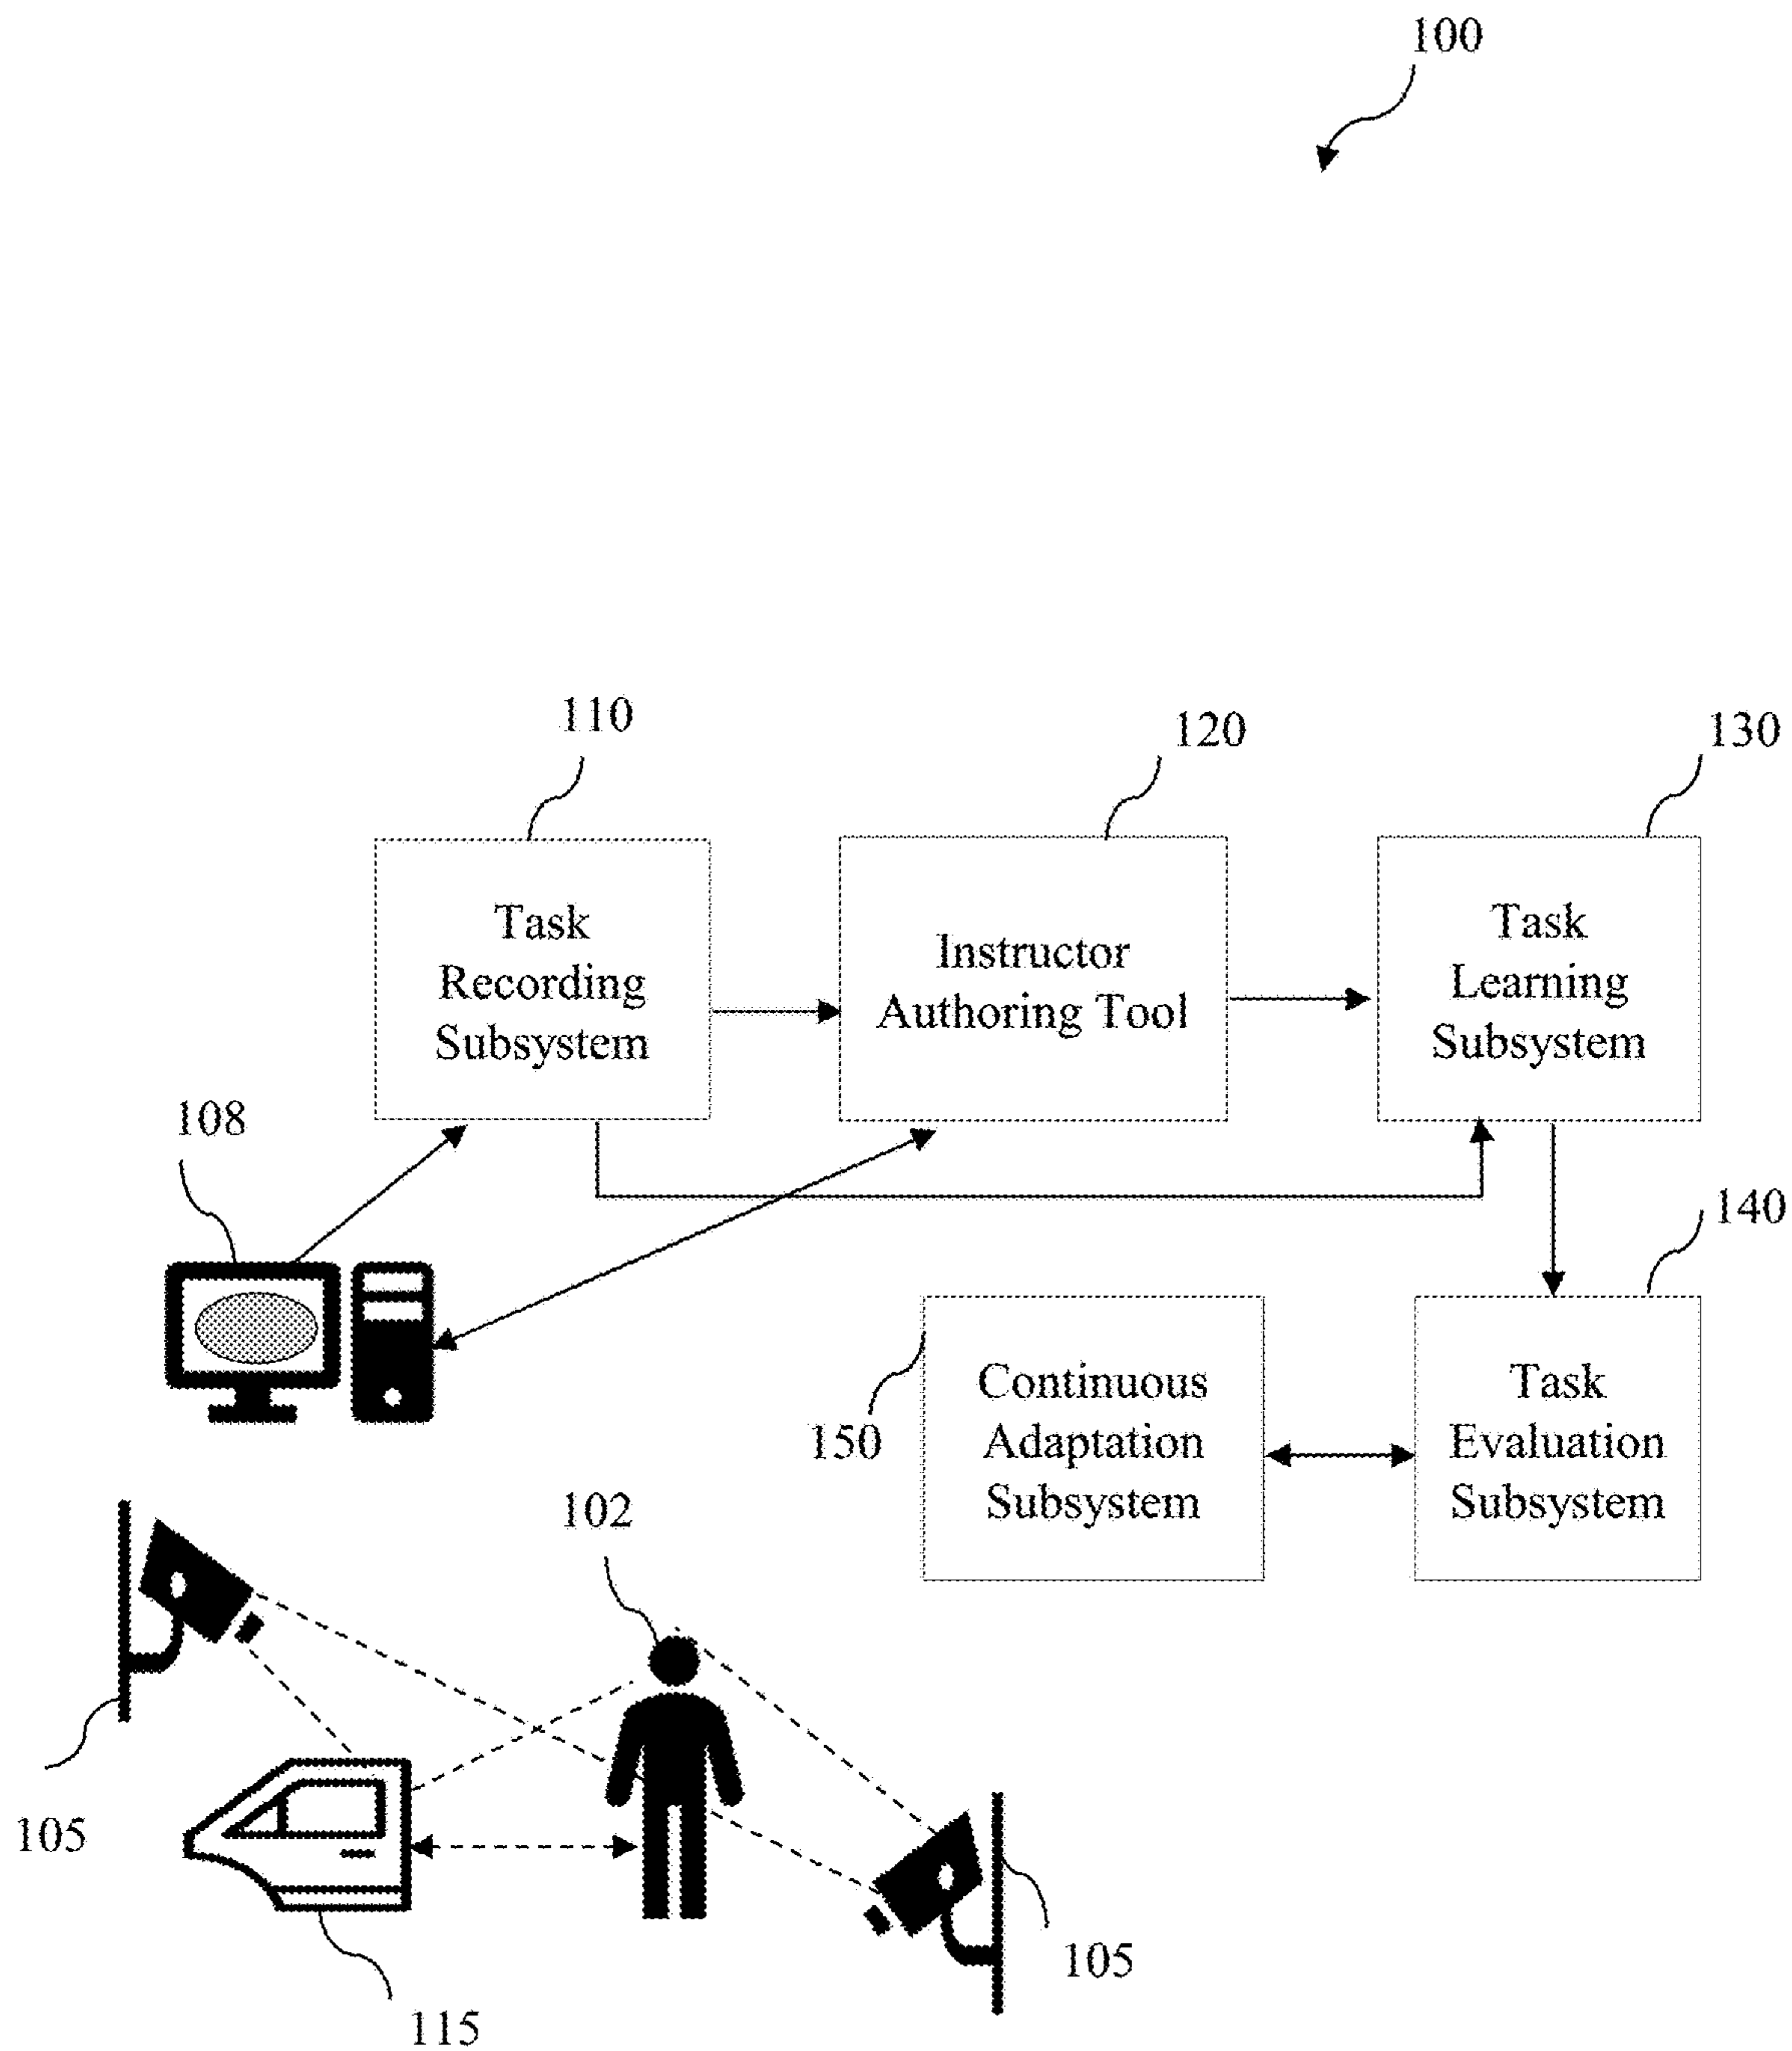 100
110
120
130
Task
Recording
Subsystem
Instructor
Authoring Tool
Task
Learning
Subsystem
108
140
150
Continuous
Adaptation
Subsystem
Task
Evaluation
Subsystem
102
105
105
115